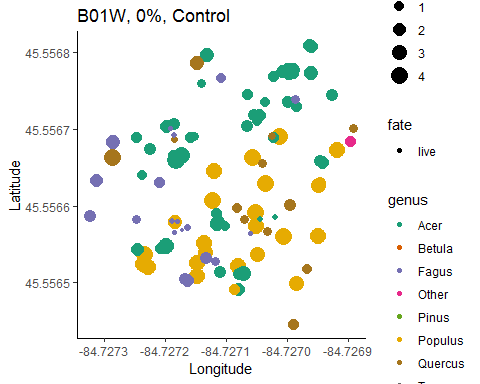 B01W, 0%, Control
45.5568
45.5567
45.5566
45.5565
Latitude
-84.7273 -84.7272 -84.7271 -84.7270 -84.7269
Longitude
1
2
3
4
fate
live
genus
Acer
Betula
Fagus
Other
Pinus
Populus
Quercus